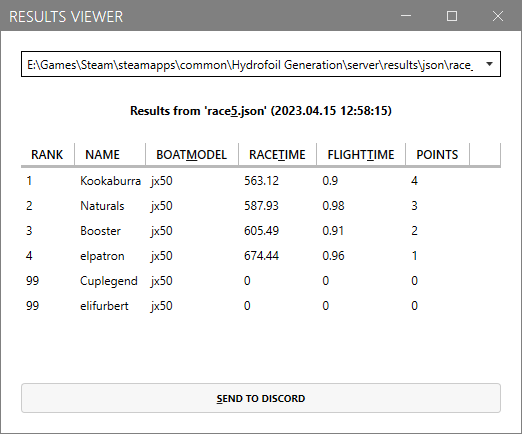 RESULTS VIEWER
E:\Games\Steam\steamapps\common\Hydrofoil Generation\server\results\json\race_
Results from 'race5.json' (2023.04.15 12:58:15)
RANK NAME BOATMODEL RACETIME FLIGHTTIME POINTS
1 Kookaburra jx50 563.12 0.9 4
2 Naturals jx50 587.93 0.98 3
3 Booster jx50 605.49 0.91 2
4 elpatron jx50 674.44 0.96 1
99 Cuplegend jx50 0 0 0
99 elifurbert jx50 0 0 0
SEND TO DISCORD